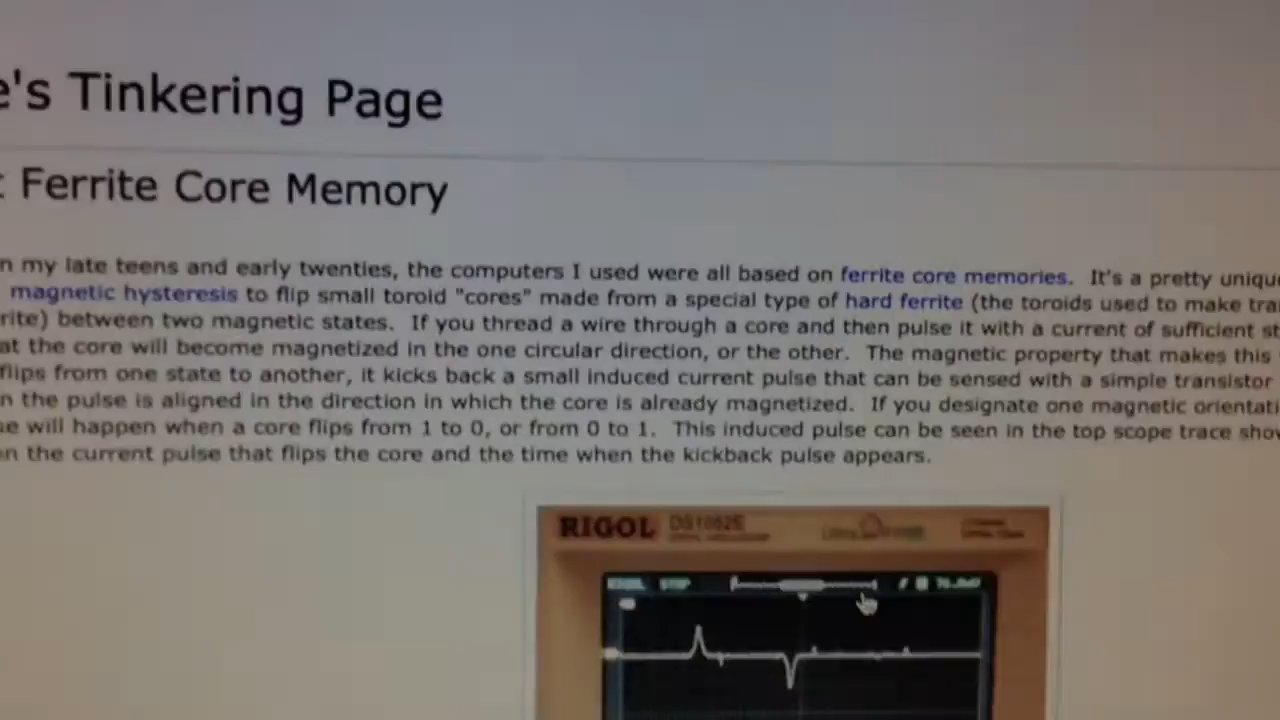 e's Tinkering Page
Ferrite Core Memory
n my late teens and early twenties, the computers I used were all based on ferrite core memories. It's a pretty unique
magnetic hysteresis to flip small toroid "cores" made from a special type of hard ferrite (the toroids used to make tra
rite) between two magnetic states. If you thread a wire through a core and then pulse it with a current of sufficient st
at the core will become magnetized in the one circular direction, or the other. The magnetic property that makes this
flips from one state to another, it kicks back a small induced current pulse that can be sensed with a simple transistor
n the pulse is aligned in the direction in which the core is already magnetized. If you designate one magnetic orientati
se will happen when a core flips from 1 to 0, or from 0 to 1. This induced pulse can be seen in the top scope trace show
on the current pulse that flips the core and the time when the kickback pulse appears.
RIGOL DS1052E
STOP